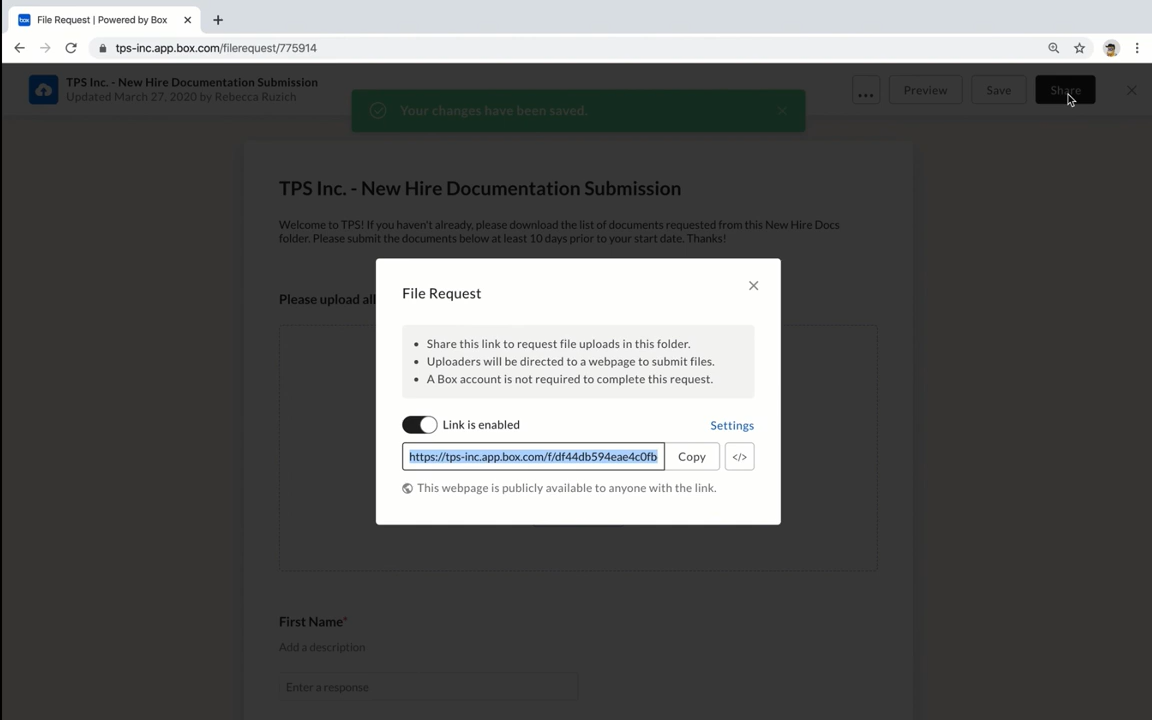 box
File Request | Powered by Box
tps-inc.app.box.com/filerequest/775914
TPS Inc. - New Hire Documentation Submission
Updated March 27, 2020 by Rebecca Ruzich
Your changes have been saved.
...
Preview
Save
Share
TPS Inc. - New Hire Documentation Submission
Welcome to TPS! If you haven't already, please download the list of documents requested from this New Hire Docs
folder. Please submit the documents below at least 10 days prior to your start date. Thanks!
Please upload all
File Request
• Share this link to request file uploads in this folder.
• Uploaders will be directed to a webpage to submit files.
• A Box account is not required to complete this request.
Link is enabled
Settings
https://tps-inc.app.box.com/f/df44db594eae4c0fb
Copy
</>
This webpage is publicly available to anyone with the link.
First Name*
Add a description
Enter a response